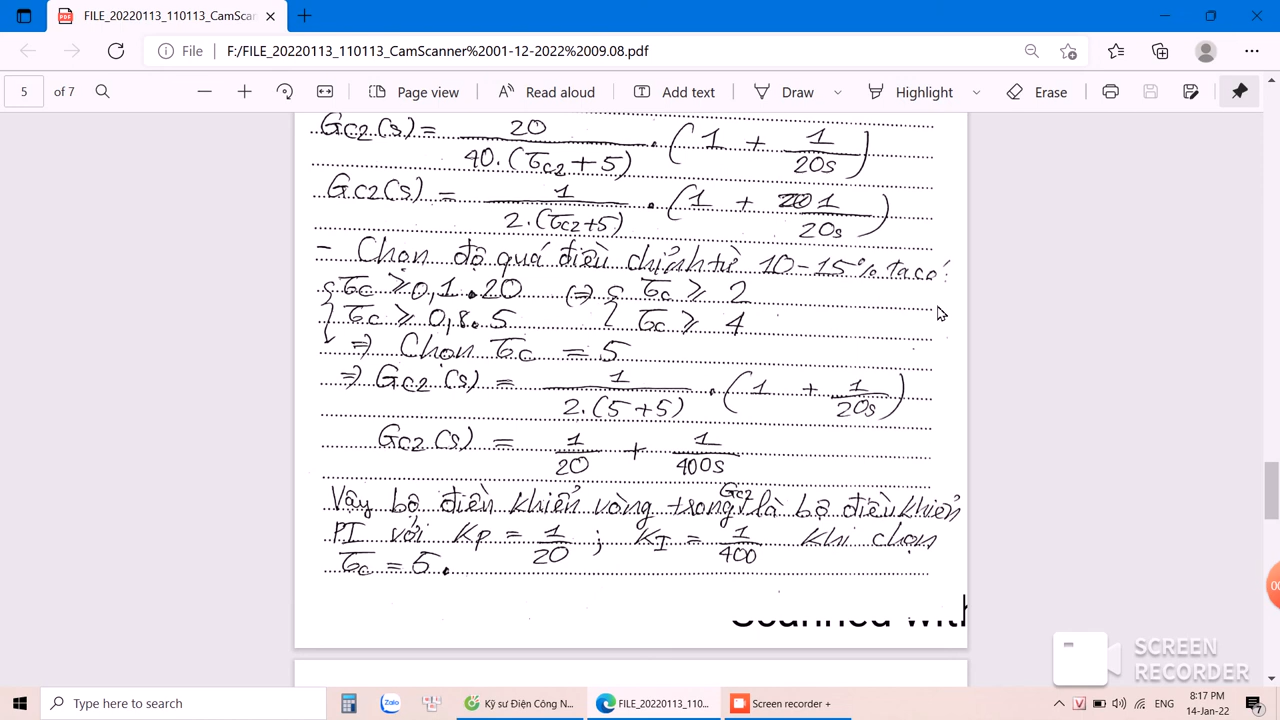 FILE_20220113_110113_CamScanne
File F:/FILE_20220113_110113_CamScanner%2001-12-2022%2009.08.pdf
5 of 7 Page view Read aloud Add text Draw Highlight Erase
Gc2(s) = 20 / 40.(τc2+5) . (1 + 1/20s)
Gc2(s) = 1 / 2.(τc2+5) . (1 + 1/20s)
- Chọn độ quá điều chỉnh từ 10-15% ta có:
{ τc ≥ 0,1.20 (=) { τc ≥ 2
{ τc ≥ 0,8.5 { τc ≥ 4
=) Chọn τc = 5
=) Gc2(s) = 1 / 2.(5+5) . (1 + 1/20s)
Gc2(s) = 1/20 + 1/400s
Vậy bộ điều khiển vòng trong Gc2 là bộ điều khiển
PI với KP = 1/20 ; KI = 1/400 khi chọn
τc = 5.
Scanned with
SCREEN
RECORDER
Type here to search Kỹ sư Điện Công N... FILE_20220113_110... Screen recorder + ENG 8:17 PM
14-Jan-22
7